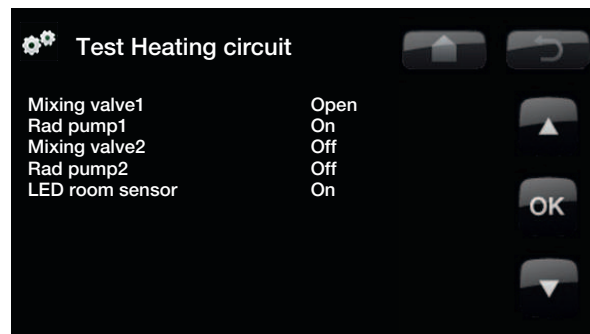 Test Heating circuit
Mixing valve1 Open
Rad pump1 On
Mixing valve2 Off
Rad pump2 Off
LED room sensor On
OK